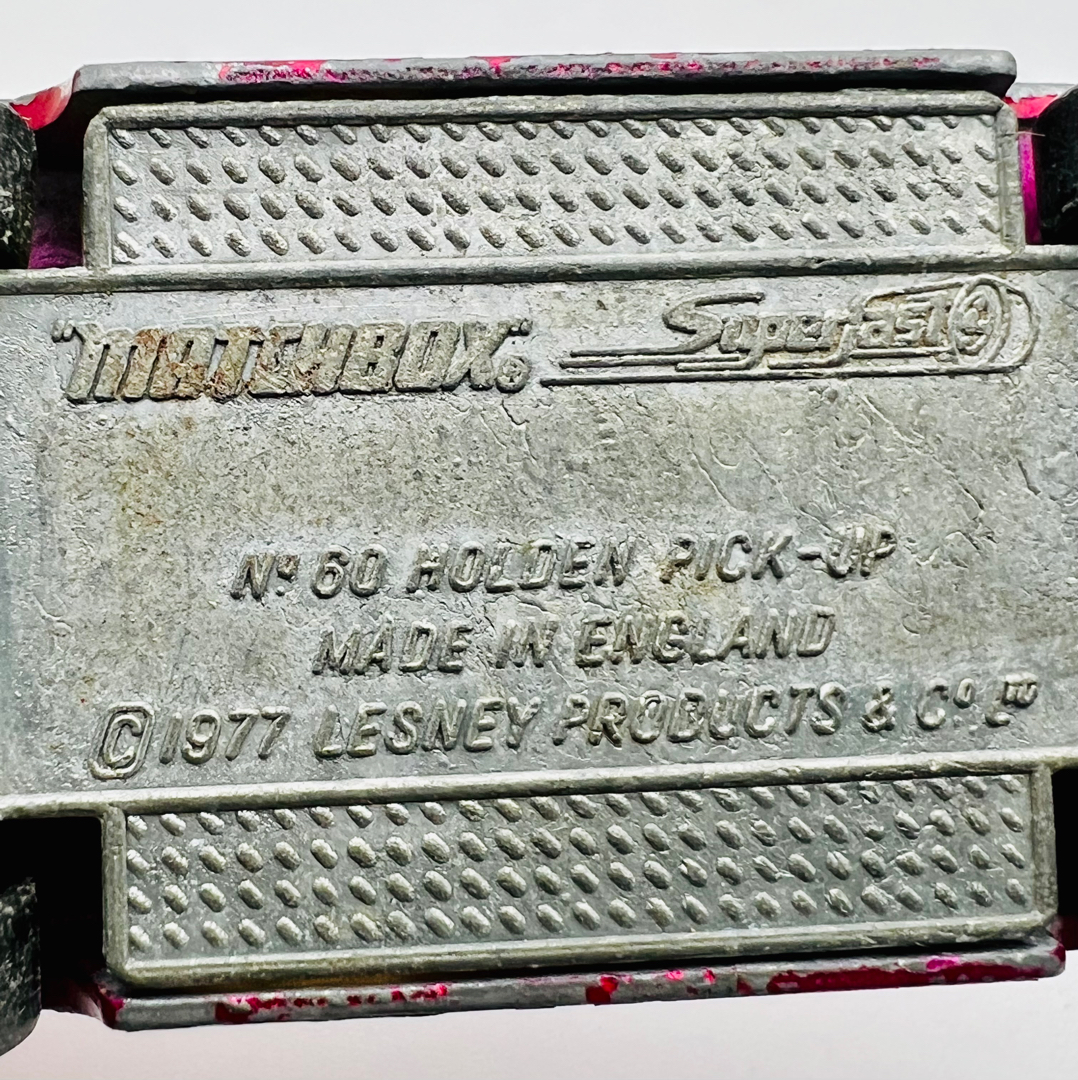 "MATCHBOX"® Superfast
Nº 60 HOLDEN PICK-UP
MADE IN ENGLAND
© 1977 LESNEY PRODUCTS & Cº LTD